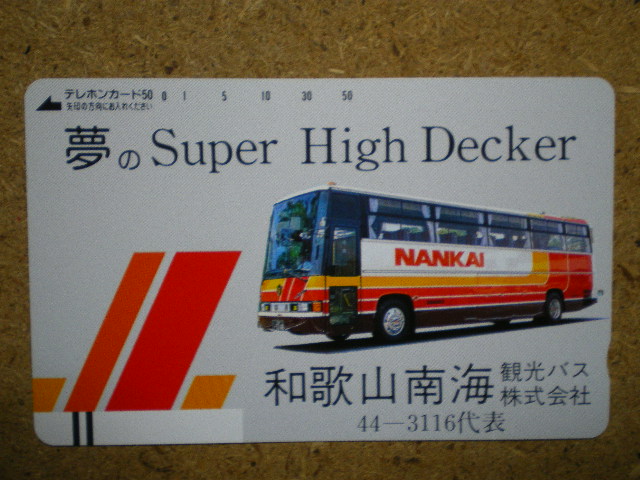 テレホンカード50 0 1 5 10 30 50
矢印の方向にお入れください
夢のSuper High Decker
NANKAI
和歌山南海 観光バス
株式会社
44―3116代表